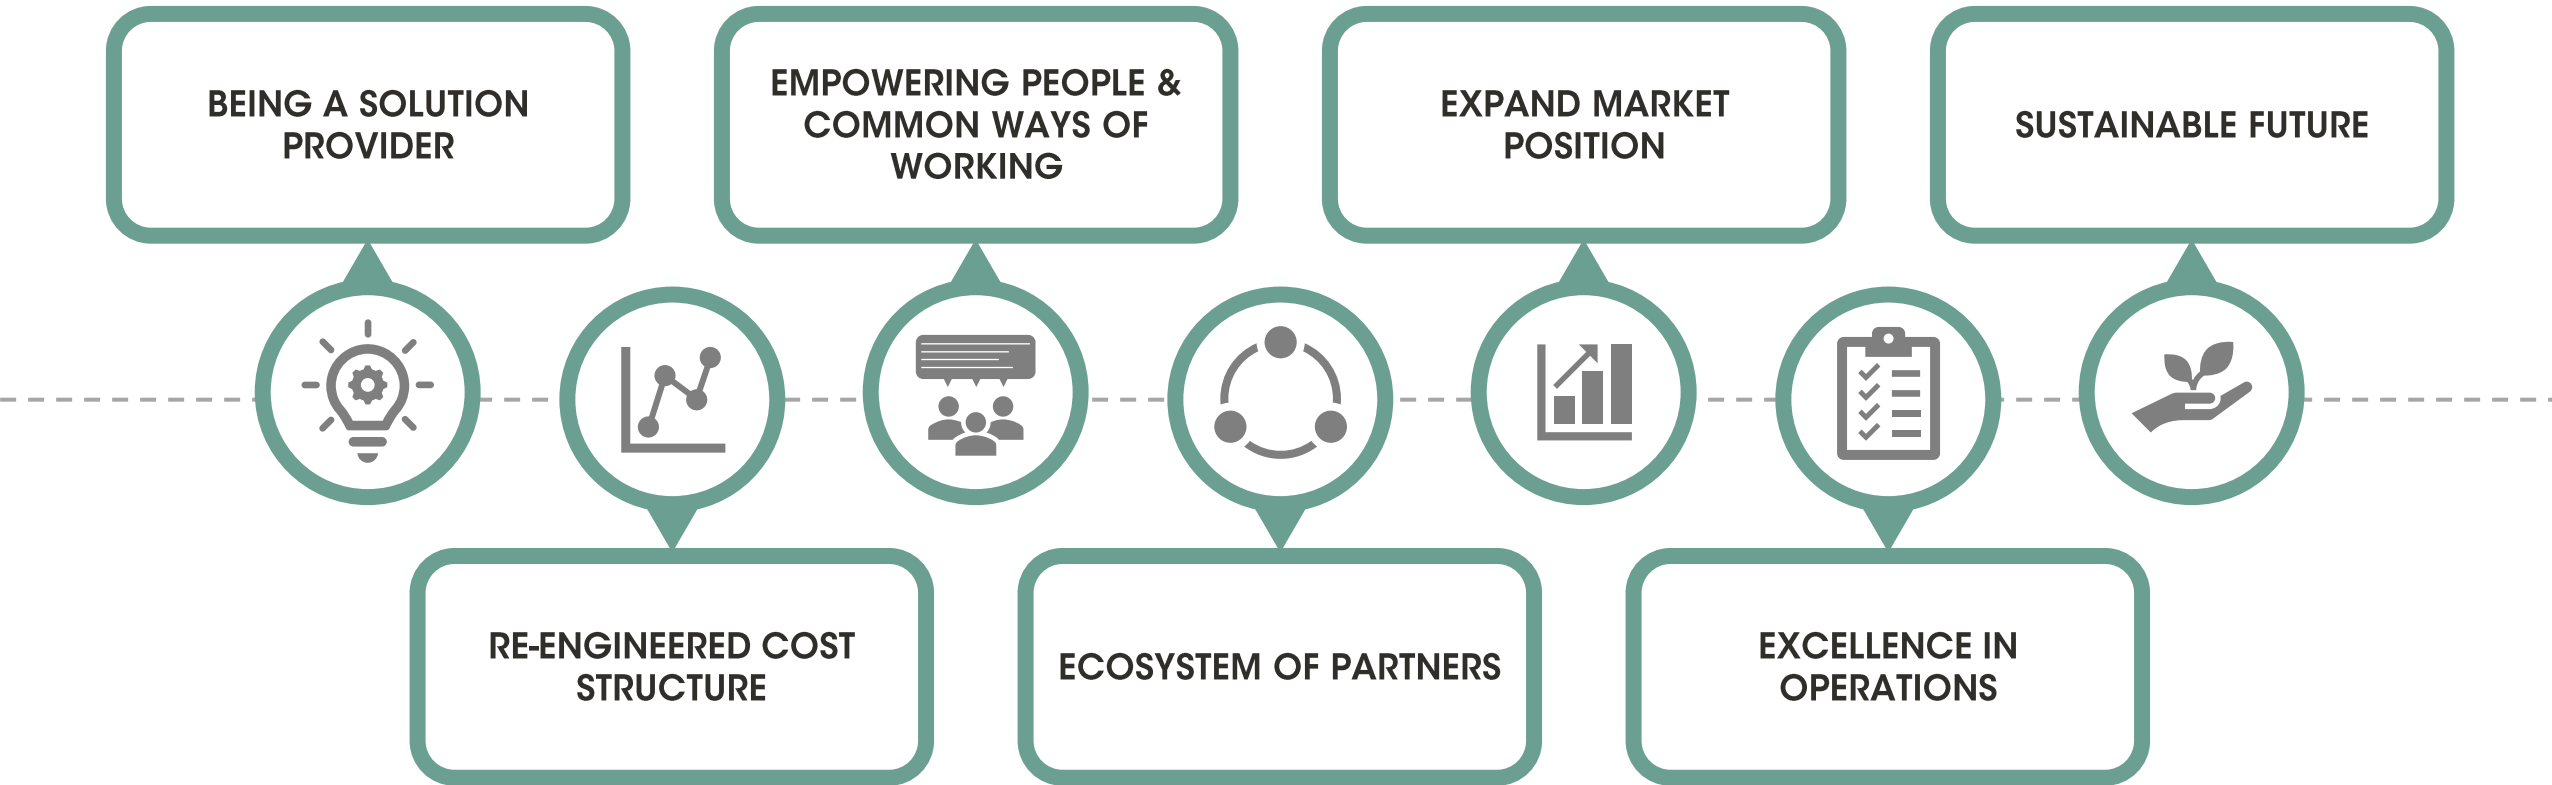 BEING A SOLUTION
PROVIDER
EMPOWERING PEOPLE &
COMMON WAYS OF
WORKING
EXPAND MARKET
POSITION
SUSTAINABLE FUTURE
RE-ENGINEERED COST
STRUCTURE
ECOSYSTEM OF PARTNERS
EXCELLENCE IN
OPERATIONS